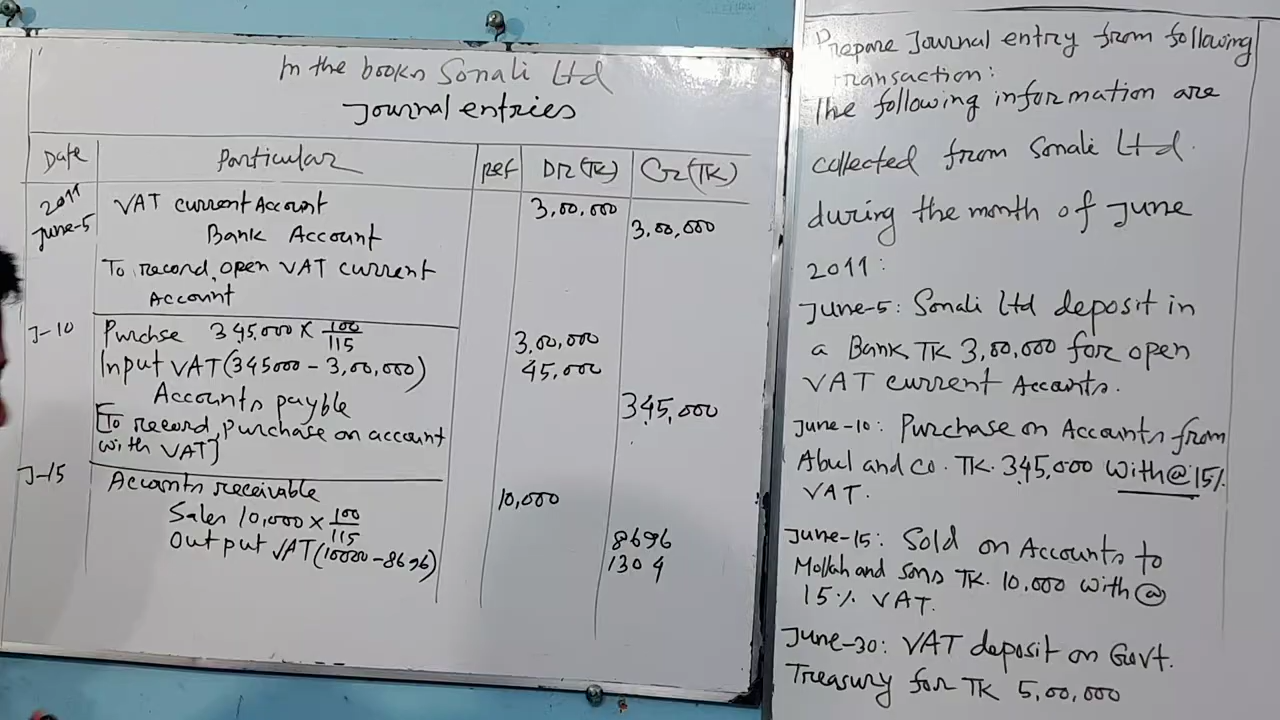 In the books Sonali Ltd
Journal entries
Date Particular Ref Dr(TK) Cr(TK)
2011
June-5
VAT current Account 3,00,000
Bank Account 3,00,000
To record, open VAT current
Account
J-10
Purchse 345,000 × 100/115 3,00,000
Input VAT (345000 - 3,00,000) 45,000
Accounts payble 345,000
[To record, purchase on account
with VAT]
J-15
Accounts receivable 10,000
Sales 10,000 × 100/115 8696
Output VAT (10000 - 8696) 1304
Prepare Journal entry from following
transaction:
The following information are
collected from Sonali Ltd.
during the month of June
2011:
June-5: Sonali Ltd deposit in
a Bank TK 3,00,000 for open
VAT current Accounts.
June-10: Purchase on Accounts from
Abul and co. TK. 345,000 with @ 15%
VAT.
June-15: Sold on Accounts to
Mollah and sons TK. 10,000 with @
15% VAT.
June-30: VAT deposit on Govt.
Treasury for TK 5,00,000